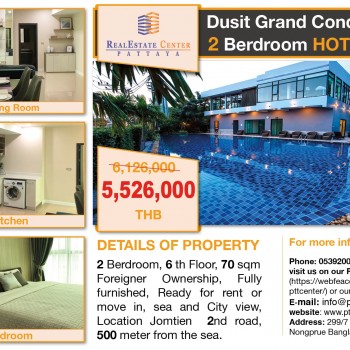 REALESTATE CENTER
PATTAYA
Dusit Grand Cond
2 Berdroom HOT
ng Room
tchen
droom
6,126,000
5,526,000
THB
DETAILS OF PROPERTY
2 Berdroom, 6 th Floor, 70 sqm
Foreigner Ownership, Fully
furnished, Ready for rent or
move in, sea and City view,
Location Jomtien 2nd road,
500 meter from the sea.
For more inf
Phone: 0539200
visit us on our F
(https://webfeac
pttcenter/) or ou
E-mail: info@p
website: www.pt
Address: 299/7
Nongprue Bangla